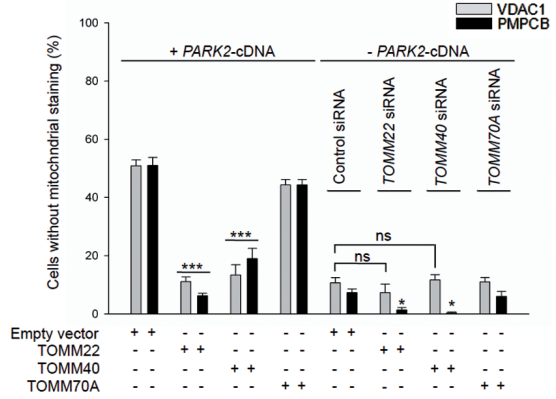 VDAC1
PMPCB
+ PARK2-cDNA
- PARK2-cDNA
Cells without mitochndrial staining (%)
100
80
60
40
20
0
Control siRNA
TOMM22 siRNA
TOMM40 siRNA
TOMM70A siRNA
***
***
ns
ns
*
*
Empty vector + + - - - - - - + + - - - - - -
TOMM22 - - + + - - - - - - + + - - - -
TOMM40 - - - - + + - - - - - - + + - -
TOMM70A - - - - - - + + - - - - - - + +